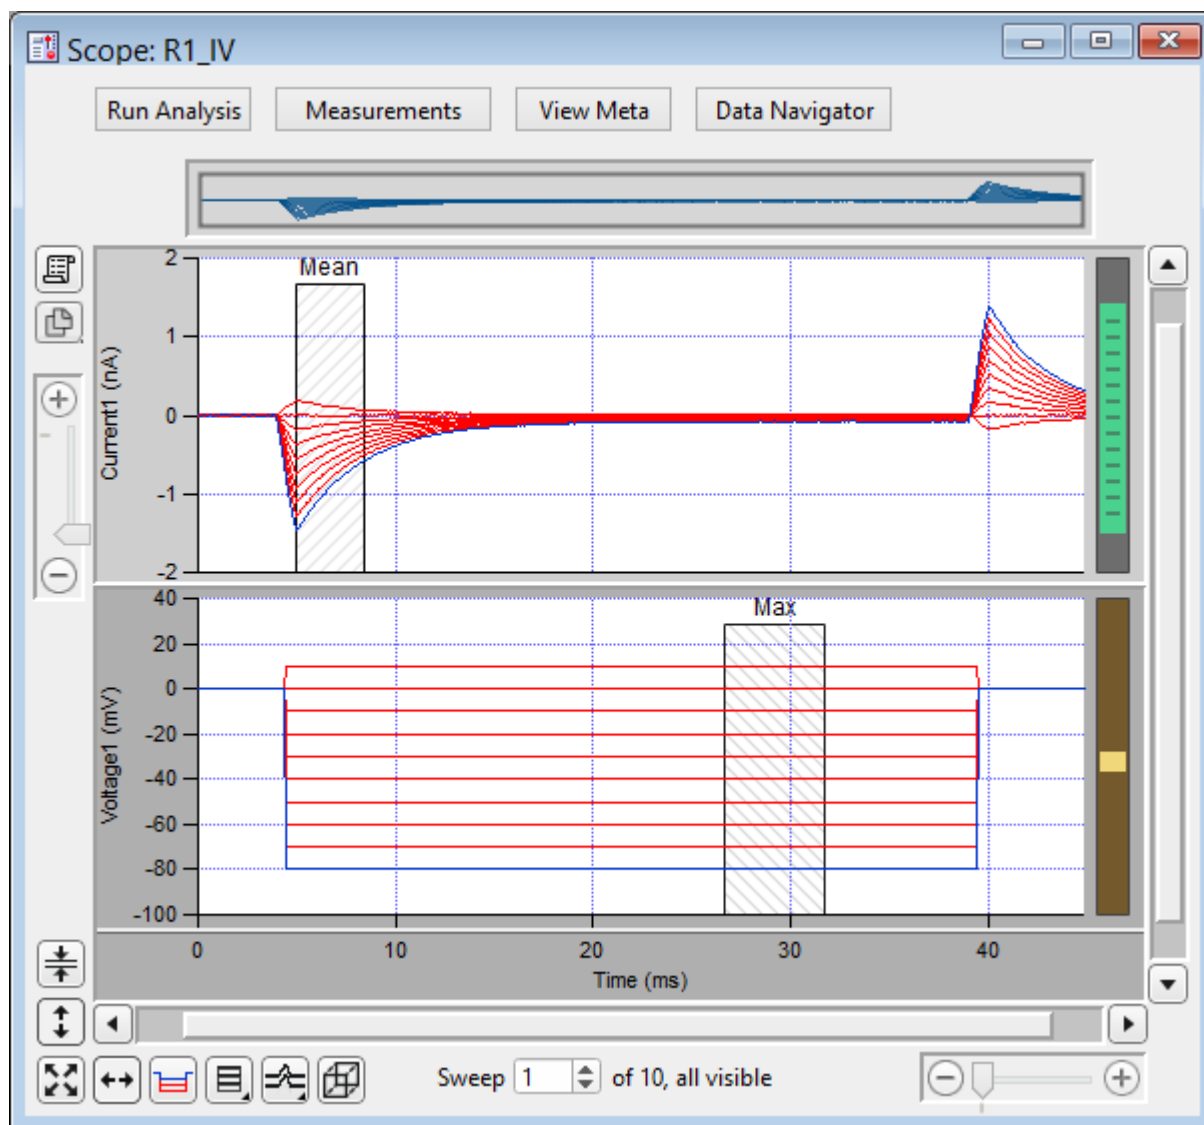 Scope: R1_IV
Run Analysis Measurements View Meta Data Navigator
2
Mean
1
0
-1
-2
Current1 (nA)
40
Max
20
0
-20
-40
-60
-80
-100
Voltage1 (mV)
0 10 20 30 40
Time (ms)
Sweep 1 of 10, all visible